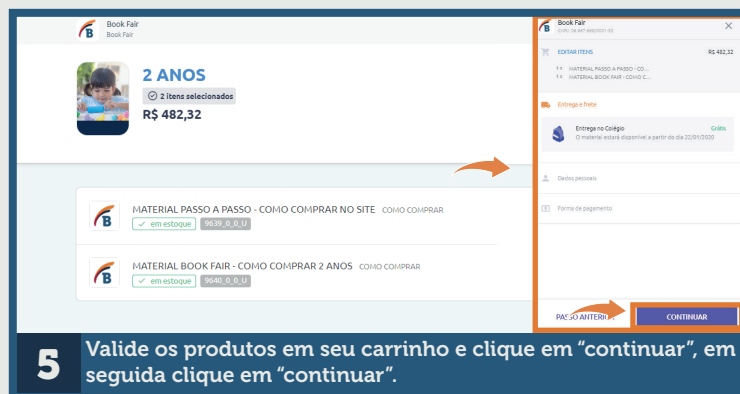 Book Fair
Book Fair
2 ANOS
2 itens selecionados
R$ 482,32
MATERIAL PASSO A PASSO - COMO COMPRAR NO SITE COMO COMPRAR
em estoque 9639_0_0_U
MATERIAL BOOK FAIR - COMO COMPRAR 2 ANOS COMO COMPRAR
em estoque 9640_0_0_U
Book Fair
EDITAR ITENS R$ 482,32
1 x MATERIAL PASSO A PASSO - CO...
1 x MATERIAL BOOK FAIR - COMO C...
Entrega e frete
Entrega no Colégio Grátis
O material estará disponível a partir do dia 22/01/2020
Dados pessoais
Forma de pagamento
PASSO ANTERIOR CONTINUAR
5 Valide os produtos em seu carrinho e clique em “continuar”, em
seguida clique em “continuar”.